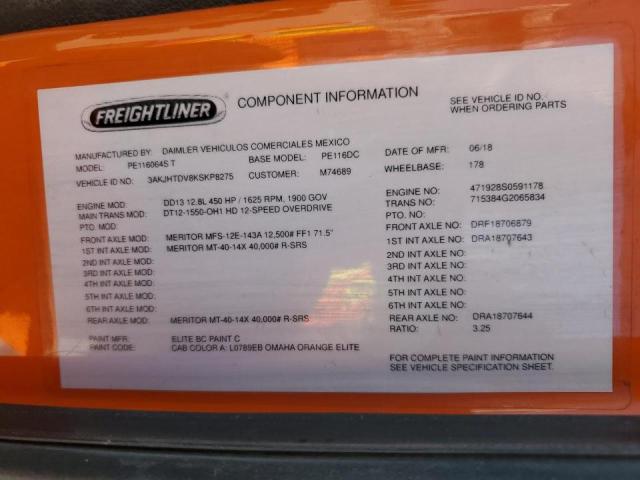 FREIGHTLINER
COMPONENT INFORMATION
SEE VEHICLE ID NO.
WHEN ORDERING PARTS
MANUFACTURED BY: DAIMLER VEHICULOS COMERCIALES MEXICO DATE OF MFR: 06/18
MODEL: PE116064S T BASE MODEL: PE116DC WHEELBASE: 178
VEHICLE ID NO: 3AKJHTDV8KSKP8275 CUSTOMER: M74689
ENGINE MOD: DD13 12.8L 450 HP / 1625 RPM, 1900 GOV ENGINE NO: 471928S0591178
MAIN TRANS MOD: DT12-1550-OH1 HD 12-SPEED OVERDRIVE TRANS NO: 715384G2065834
PTO. MOD: PTO. NO:
FRONT AXLE MOD: MERITOR MFS-12E-143A 12,500# FF1 71.5" FRONT AXLE NO: DRF18706879
1ST INT AXLE MOD: MERITOR MT-40-14X 40,000# R-SRS 1ST INT AXLE NO: DRA18707643
2ND INT AXLE MOD: 2ND INT AXLE NO:
3RD INT AXLE MOD: 3RD INT AXLE NO:
4TH INT AXLE MOD: 4TH INT AXLE NO:
5TH INT AXLE MOD: 5TH INT AXLE NO:
6TH INT AXLE MOD: 6TH INT AXLE NO:
REAR AXLE MOD: MERITOR MT-40-14X 40,000# R-SRS REAR AXLE NO: DRA18707644
RATIO: 3.25
PAINT MFR: ELITE BC PAINT C
PAINT CODE: CAB COLOR A: L0789EB OMAHA ORANGE ELITE
FOR COMPLETE PAINT INFORMATION
SEE VEHICLE SPECIFICATION SHEET.